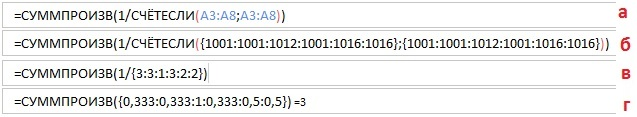 =СУММПРОИЗВ(1/СЧЁТЕСЛИ(A3:A8;A3:A8)) а
=СУММПРОИЗВ(1/СЧЁТЕСЛИ({1001:1001:1012:1001:1016:1016};{1001:1001:1012:1001:1016:1016})) б
=СУММПРОИЗВ(1/{3:3:1:3:2:2}) в
=СУММПРОИЗВ({0,333:0,333:1:0,333:0,5:0,5}) =3 г